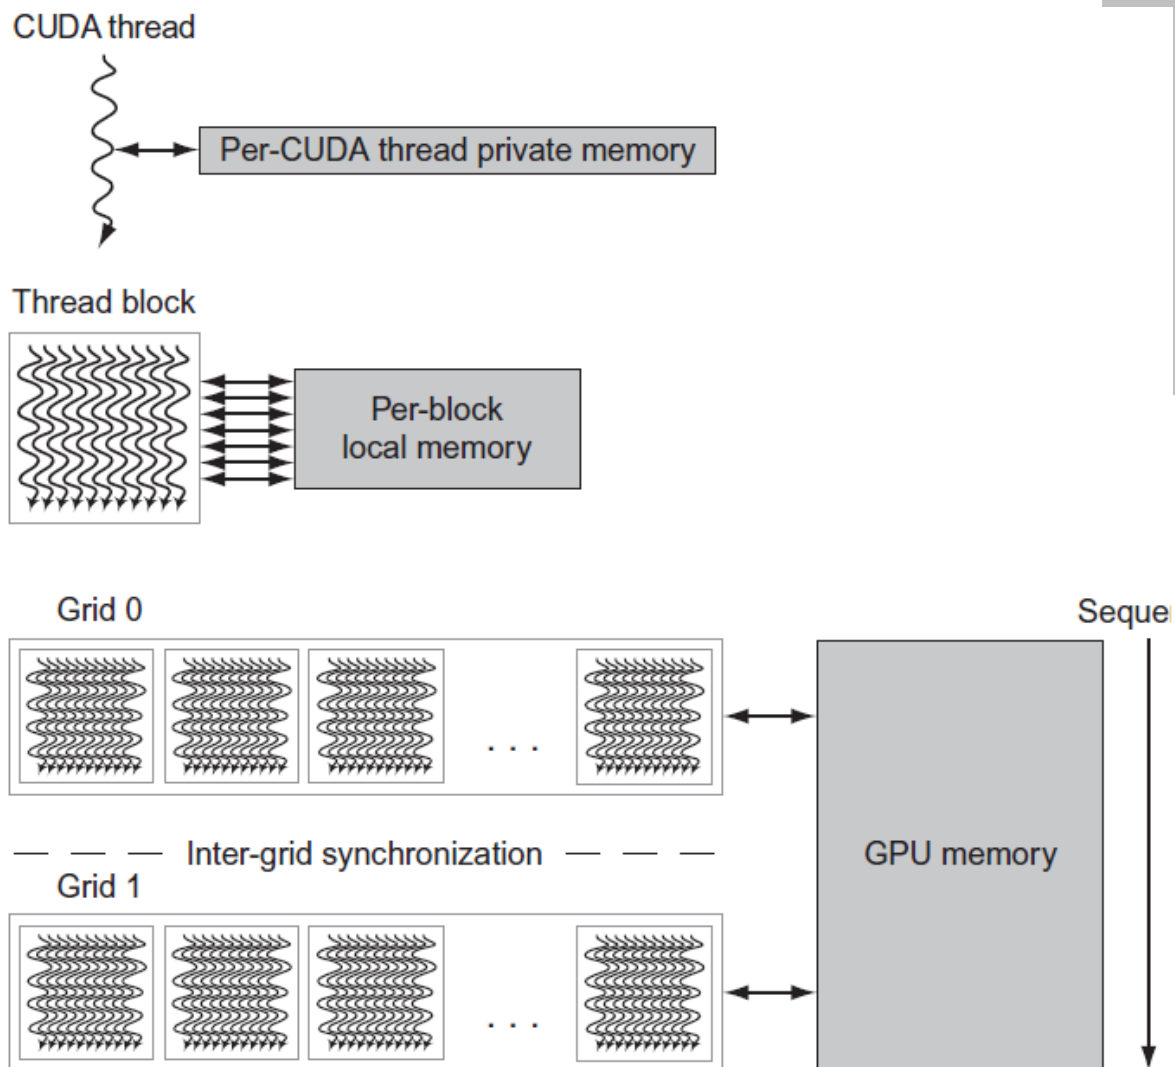 CUDA thread
Per-CUDA thread private memory
Thread block
Per-block
local memory
Grid 0
. . .
Inter-grid synchronization
GPU memory
Grid 1
. . .